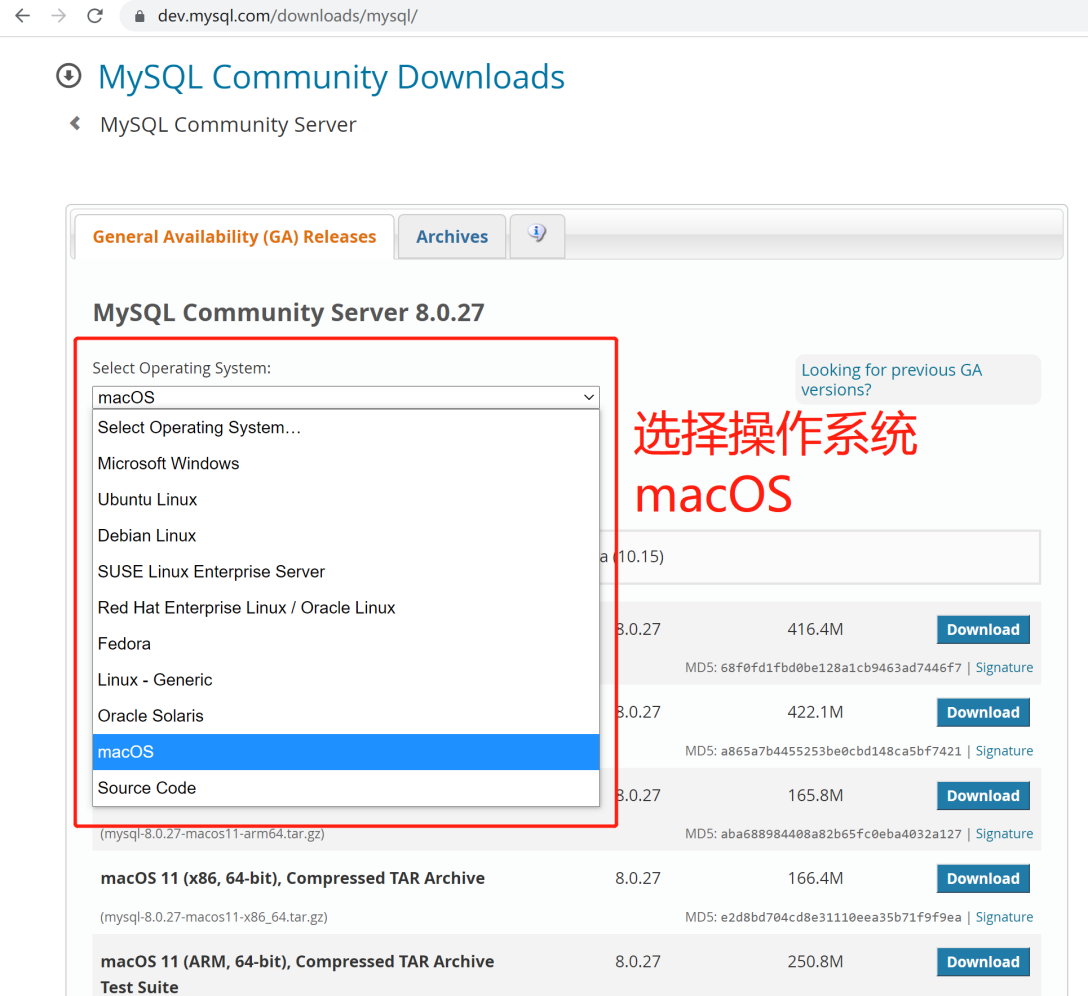 dev.mysql.com/downloads/mysql/
MySQL Community Downloads
MySQL Community Server
General Availability (GA) Releases
Archives
MySQL Community Server 8.0.27
Select Operating System:
Looking for previous GA
versions?
macOS
Select Operating System…
Microsoft Windows
Ubuntu Linux
Debian Linux
SUSE Linux Enterprise Server
Red Hat Enterprise Linux / Oracle Linux
Fedora
Linux - Generic
Oracle Solaris
macOS
Source Code
选择操作系统
macOS
a (10.15)
8.0.27 416.4M Download
MD5: 68f0fd1fbd0be128a1cb9463ad7446f7 | Signature
8.0.27 422.1M Download
MD5: a865a7b4455253be0cbd148ca5bf7421 | Signature
8.0.27 165.8M Download
(mysql-8.0.27-macos11-arm64.tar.gz) MD5: aba688984408a82b65fc0eba4032a127 | Signature
macOS 11 (x86, 64-bit), Compressed TAR Archive 8.0.27 166.4M Download
(mysql-8.0.27-macos11-x86_64.tar.gz) MD5: e2d8bd704cd8e31110eea35b71f9f9ea | Signature
macOS 11 (ARM, 64-bit), Compressed TAR Archive 8.0.27 250.8M Download
Test Suite